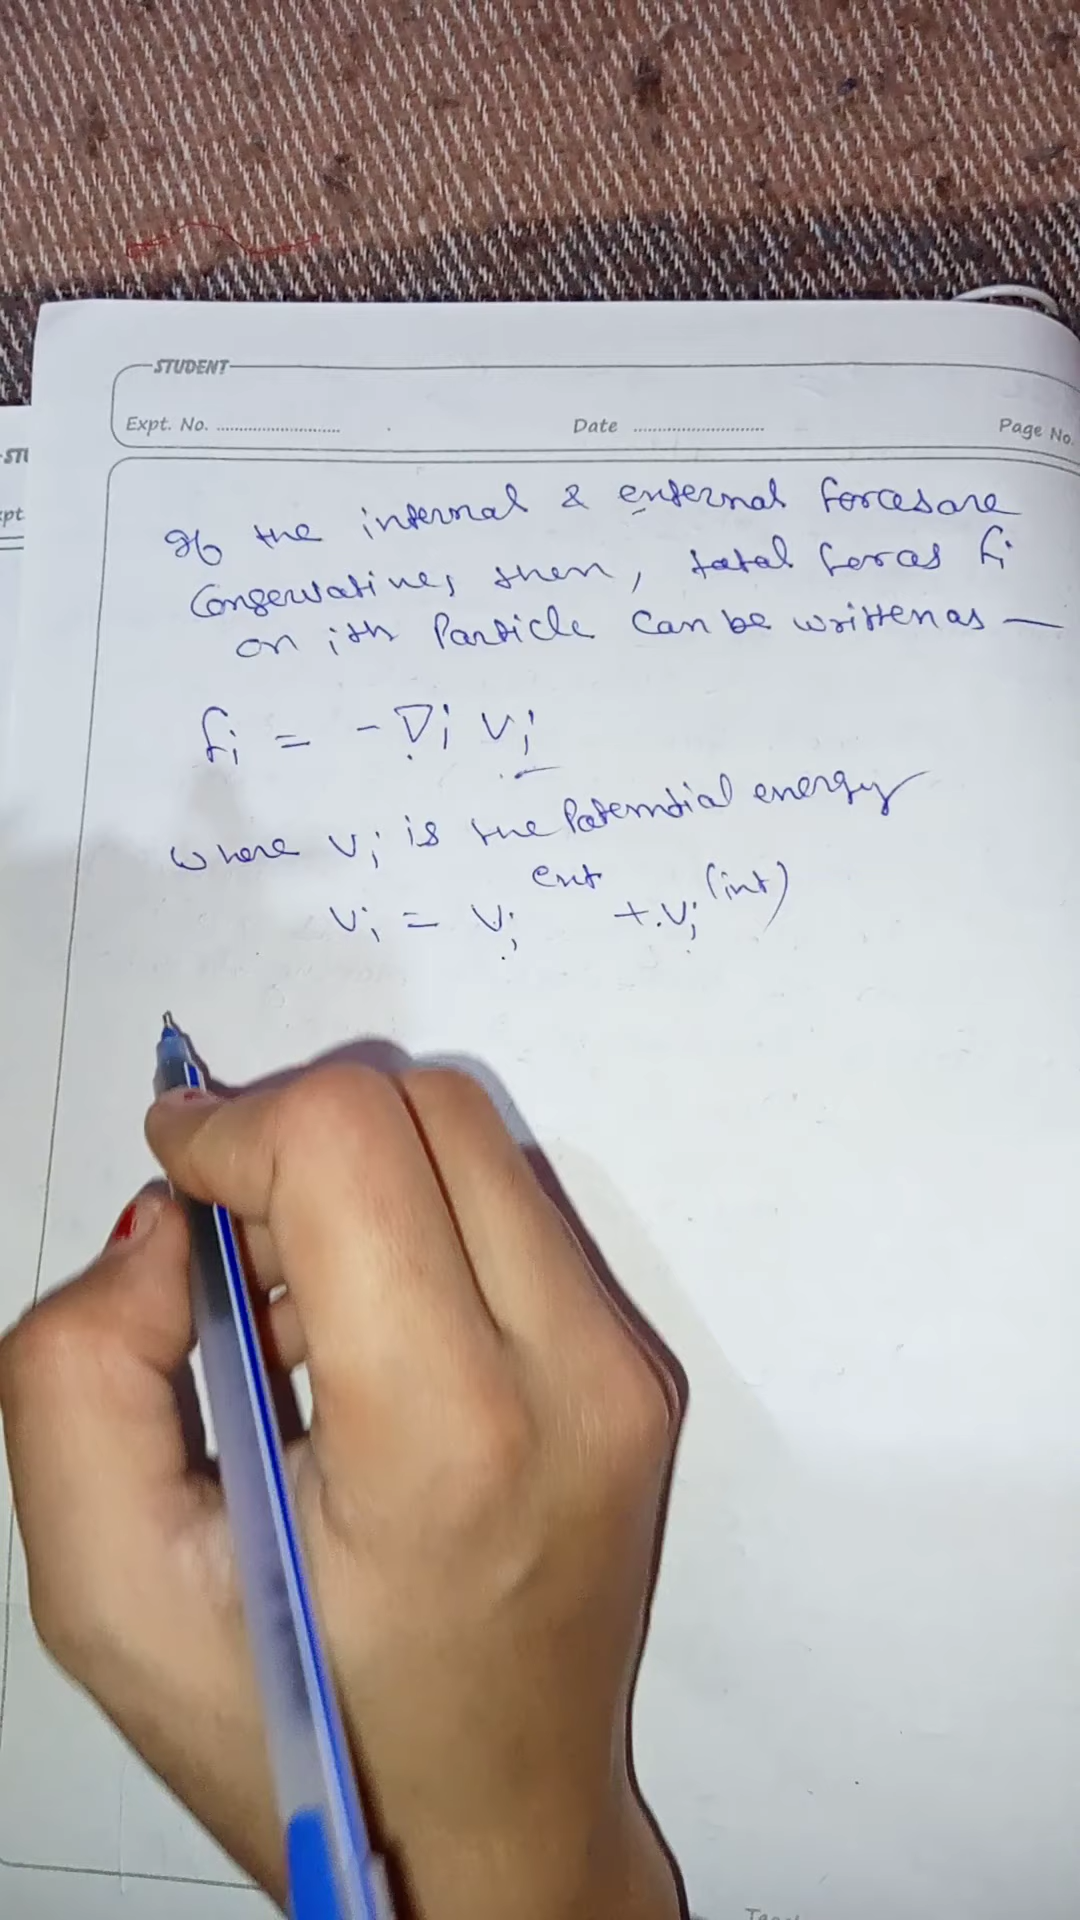 STUDENT
Expt. No. ............................ Date ............................ Page No.
If the internal & external forces are
Conservative, then, total forces Fi
on ith Particle can be written as —
fi = - ∇i Vi
where Vi is the Potential energy
Vi = Vi ext + Vi (int)